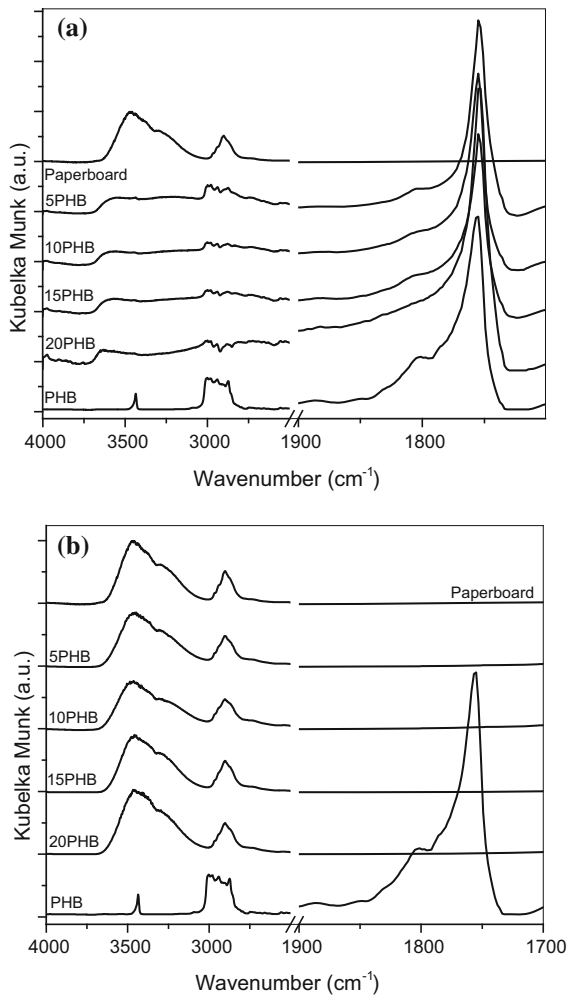 (a)
Kubelka Munk (a.u.)
Paperboard
5PHB
10PHB
15PHB
20PHB
PHB
4000 3500 3000 1900 1800
Wavenumber (cm-1)
(b)
Kubelka Munk (a.u.)
Paperboard
5PHB
10PHB
15PHB
20PHB
PHB
4000 3500 3000 1900 1800 1700
Wavenumber (cm-1)